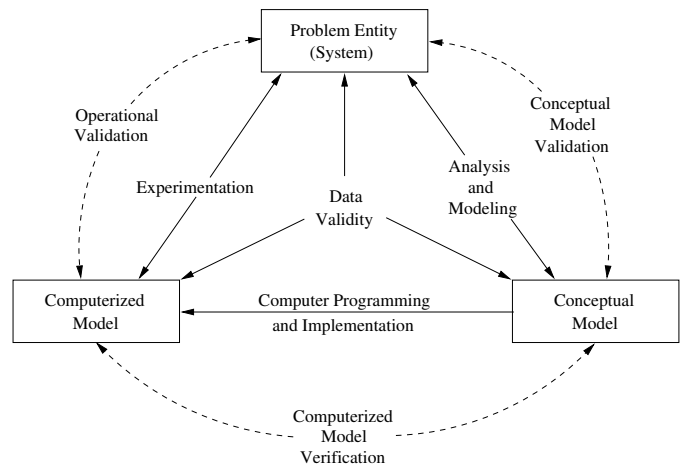 Problem Entity
(System)
Operational
Validation
Conceptual
Model
Validation
Experimentation
Data
Validity
Analysis
and
Modeling
Computerized
Model
Computer Programming
and Implementation
Conceptual
Model
Computerized
Model
Verification